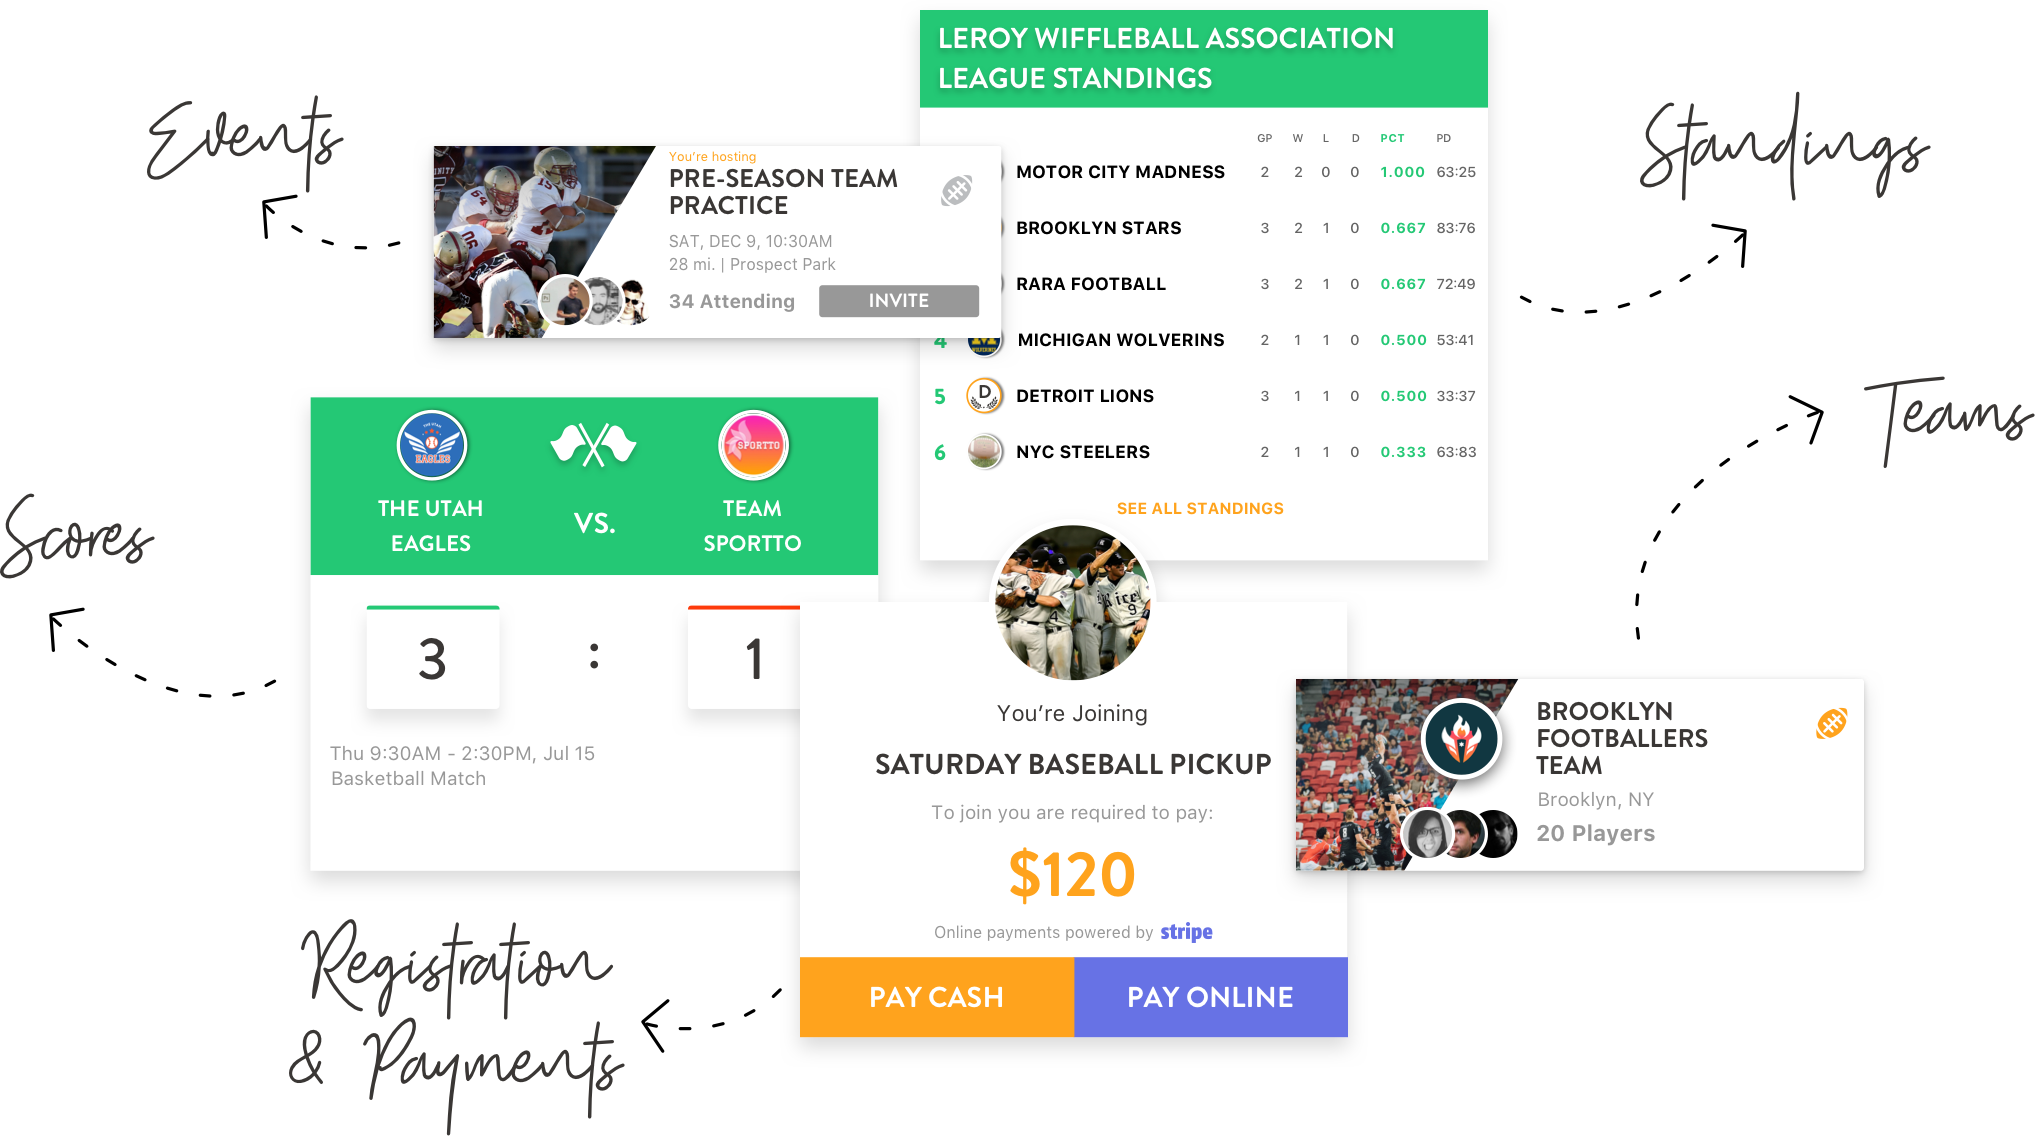 Events
Standings
Teams
Scores
Registration
& Payments
LEROY WIFFLEBALL ASSOCIATION
LEAGUE STANDINGS
GP W L D PCT PD
MOTOR CITY MADNESS 2 2 0 0 1.000 63:25
BROOKLYN STARS 3 2 1 0 0.667 83:76
RARA FOOTBALL 3 2 1 0 0.667 72:49
4 MICHIGAN WOLVERINS 2 1 1 0 0.500 53:41
5 D DETROIT LIONS 3 1 1 0 0.500 33:37
6 NYC STEELERS 2 1 1 0 0.333 63:83
SEE ALL STANDINGS
You're hosting
PRE-SEASON TEAM
PRACTICE
SAT, DEC 9, 10:30AM
28 mi. | Prospect Park
34 Attending
INVITE
THE UTAH
EAGLES
SPORTTO
THE UTAH
EAGLES
VS.
TEAM
SPORTTO
3 : 1
Thu 9:30AM - 2:30PM, Jul 15
Basketball Match
You're Joining
SATURDAY BASEBALL PICKUP
To join you are required to pay:
$120
Online payments powered by stripe
PAY CASH
PAY ONLINE
BROOKLYN
FOOTBALLERS
TEAM
Brooklyn, NY
20 Players